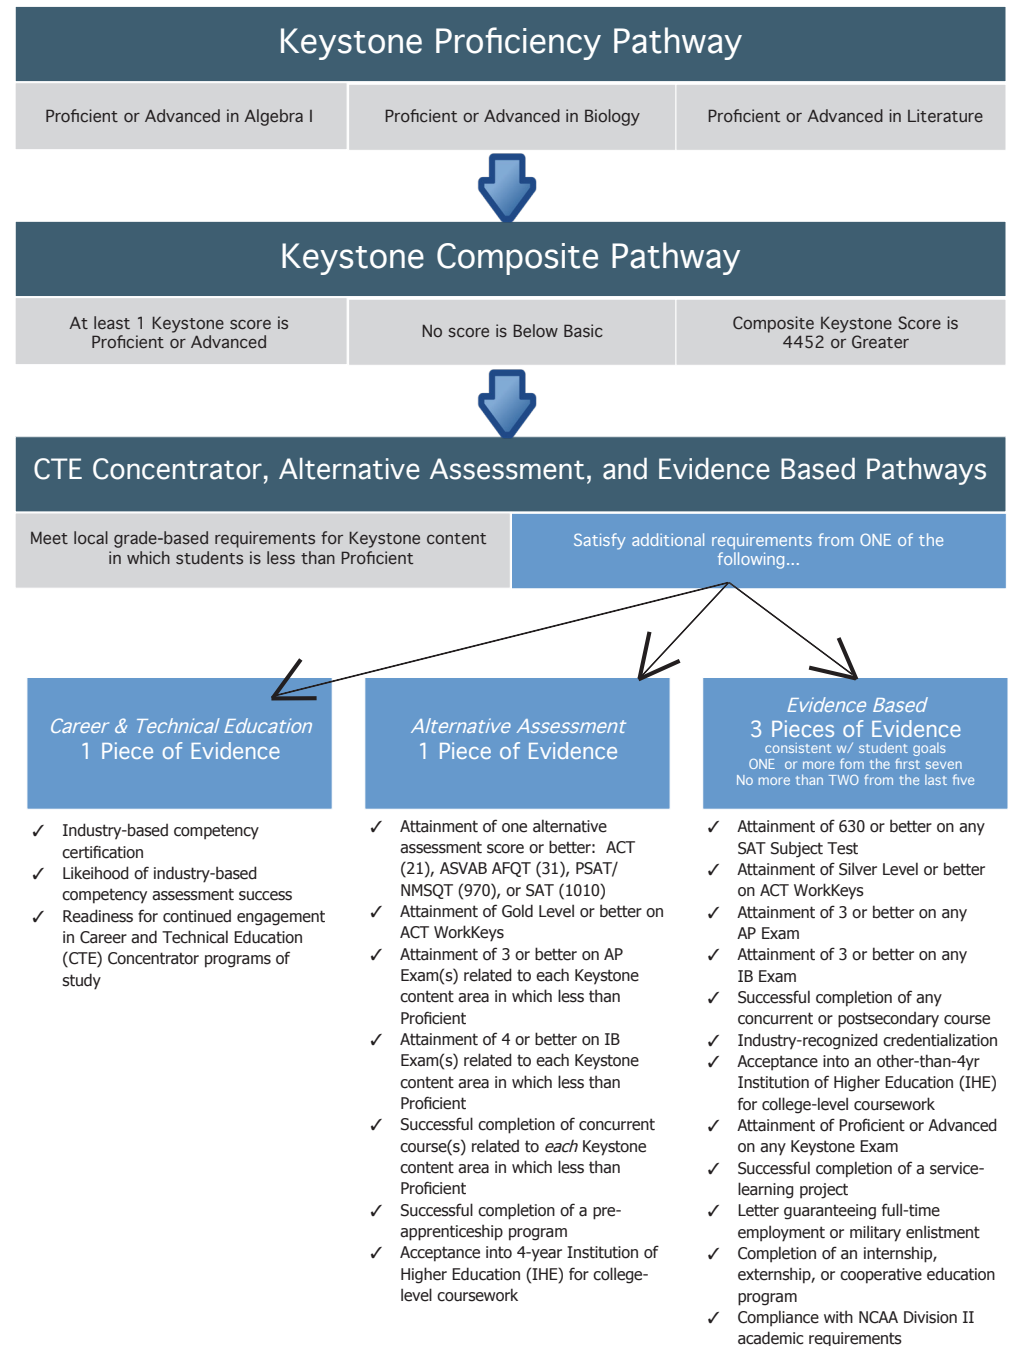 Keystone Proficiency Pathway
Proficient or Advanced in Algebra I
Proficient or Advanced in Biology
Proficient or Advanced in Literature
Keystone Composite Pathway
At least 1 Keystone score is
Proficient or Advanced
No score is Below Basic
Composite Keystone Score is
4452 or Greater
CTE Concentrator, Alternative Assessment, and Evidence Based Pathways
Meet local grade-based requirements for Keystone content
in which students is less than Proficient
Satisfy additional requirements from ONE of the
following...
Career & Technical Education
1 Piece of Evidence
✓ Industry-based competency
certification
✓ Likeihood of industry-based
competency assessment success
✓ Readiness for continued engagement
in Career and Technical Education
(CTE) Concentrator programs of
study
Alternative Assessment
1 Piece of Evidence
✓ Attainment of one alternative
assessment score or better: ACT
(21), ASVAB AFQT (31), PSAT/
NMSQT (970), or SAT (1010)
✓ Attainment of Gold Level or better on
ACT WorkKeys
✓ Attainment of 3 or better on AP
Exam(s) related to each Keystone
content area in which less than
Proficient
✓ Attainment of 4 or better on IB
Exam(s) related to each Keystone
content area in which less than
Proficient
✓ Successful completion of concurrent
course(s) related to each Keystone
content area in which less than
Proficient
✓ Successful completion of a pre-
apprenticeship program
✓ Acceptance into 4-year Institution of
Higher Education (IHE) for college-
level coursework
Evidence Based
3 Pieces of Evidence
consistent w/ student goals
ONE or more fom the first seven
No more than TWO from the last five
✓ Attainment of 630 or better on any
SAT Subject Test
✓ Attainment of Silver Level or better
on ACT WorkKeys
✓ Attainment of 3 or better on any
AP Exam
✓ Attainment of 3 or better on any
IB Exam
✓ Successful completion of any
concurrent or postsecondary course
✓ Industry-recognized credentialization
✓ Acceptance into an other-than-4yr
Institution of Higher Education (IHE)
for college-level coursework
✓ Attainment of Proficient or Advanced
on any Keystone Exam
✓ Successful completion of a service-
learning project
✓ Letter guaranteeing full-time
employment or military enlistment
✓ Completion of an internship,
externship, or cooperative education
program
✓ Compliance with NCAA Division II
academic requirements